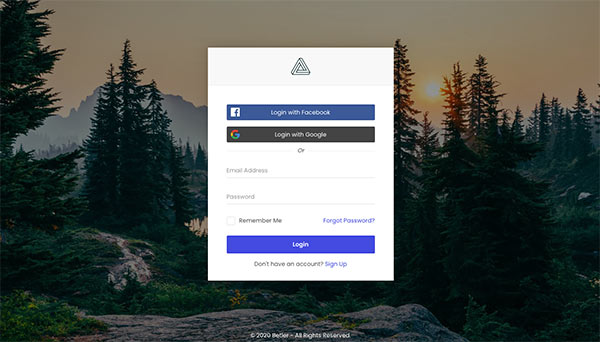 Login with Facebook
Login with Google
Or
Email Address
Password
Remember Me Forgot Password?
Login
Don't have an account? Sign Up
© 2020 Betler - All Rights Reserved.